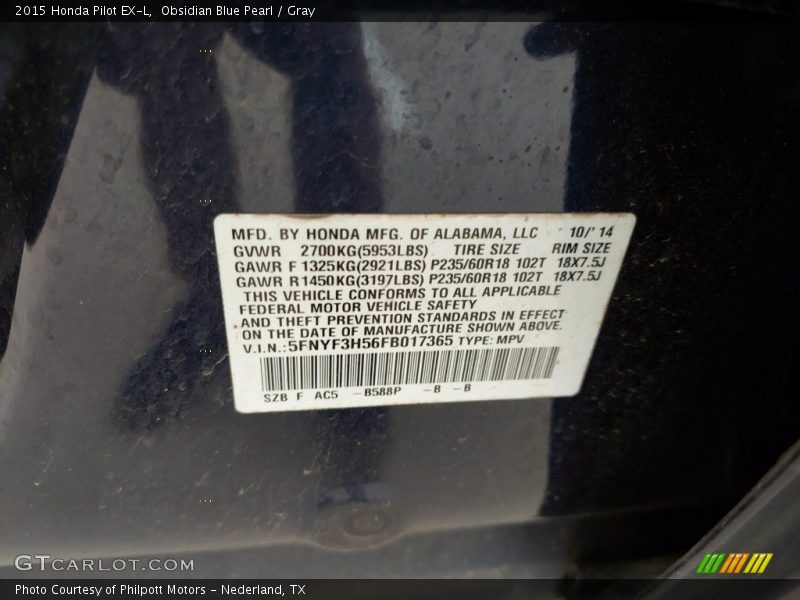 2015 Honda Pilot EX-L,  Obsidian Blue Pearl / Gray
MFD. BY HONDA MFG. OF ALABAMA, LLC 10/'14
GVWR 2700KG(5953LBS) TIRE SIZE RIM SIZE
GAWR F 1325KG(2921LBS) P235/60R18 102T 18X7.5J
GAWR R 1450KG(3197LBS) P235/60R18 102T 18X7.5J
THIS VEHICLE CONFORMS TO ALL APPLICABLE
FEDERAL MOTOR VEHICLE SAFETY
AND THEFT PREVENTION STANDARDS IN EFFECT
ON THE DATE OF MANUFACTURE SHOWN ABOVE.
V.I.N.:5FNYF3H56FB017365 TYPE: MPV
SZB F AC5 -B588P -B -B
GTCARLOT.COM
Photo Courtesy of Philpott Motors - Nederland, TX